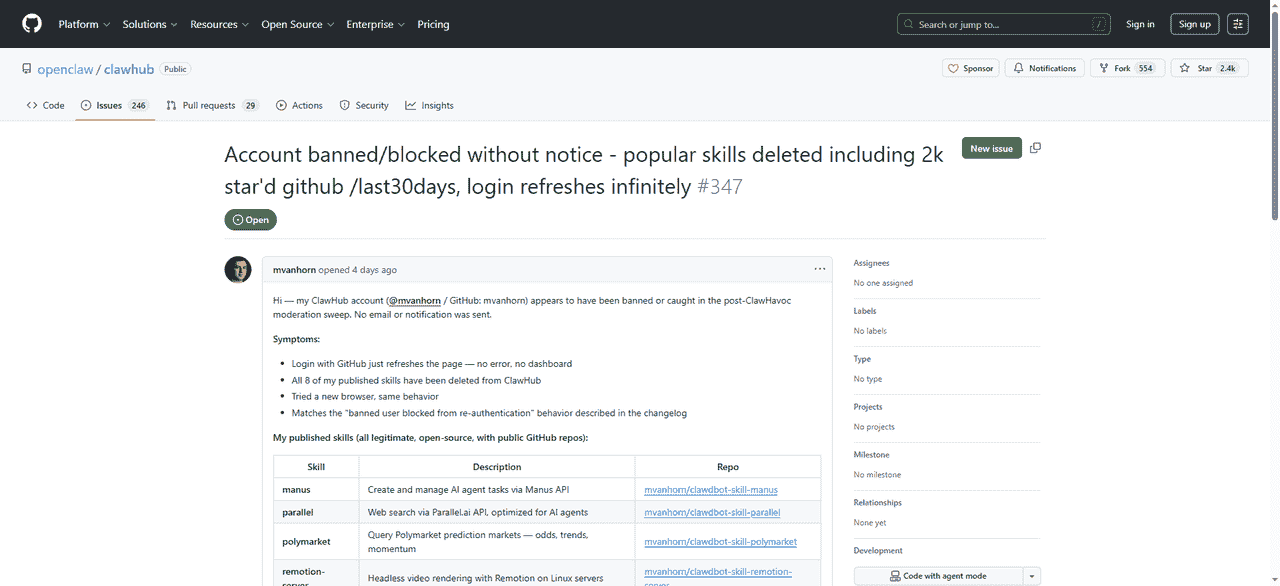 Platform Solutions Resources Open Source Enterprise Pricing Search or jump to... / Sign in Sign up
openclaw / clawhub Public Sponsor Notifications Fork 554 Star 2.4k
Code Issues 246 Pull requests 29 Actions Security Insights
Account banned/blocked without notice - popular skills deleted including 2k
star'd github /last30days, login refreshes infinitely #347
New issue
Open
mvanhorn opened 4 days ago
Hi — my ClawHub account (@mvanhorn / GitHub: mvanhorn) appears to have been banned or caught in the post-ClawHavoc
moderation sweep. No email or notification was sent.
Symptoms:
• Login with GitHub just refreshes the page — no error, no dashboard
• All 8 of my published skills have been deleted from ClawHub
• Tried a new browser, same behavior
• Matches the "banned user blocked from re-authentication" behavior described in the changelog
My published skills (all legitimate, open-source, with public GitHub repos):
Skill Description Repo
manus Create and manage AI agent tasks via Manus API mvanhorn/clawdbot-skill-manus
parallel Web search via Parallel.ai API, optimized for AI agents mvanhorn/clawdbot-skill-parallel
polymarket Query Polymarket prediction markets — odds, trends,
momentum mvanhorn/clawdbot-skill-polymarket
remotion-
server Headless video rendering with Remotion on Linux servers mvanhorn/clawdbot-skill-remotion-
server
Assignees
No one assigned
Labels
No labels
Type
No type
Projects
No projects
Milestone
No milestone
Relationships
None yet
Development
Code with agent mode